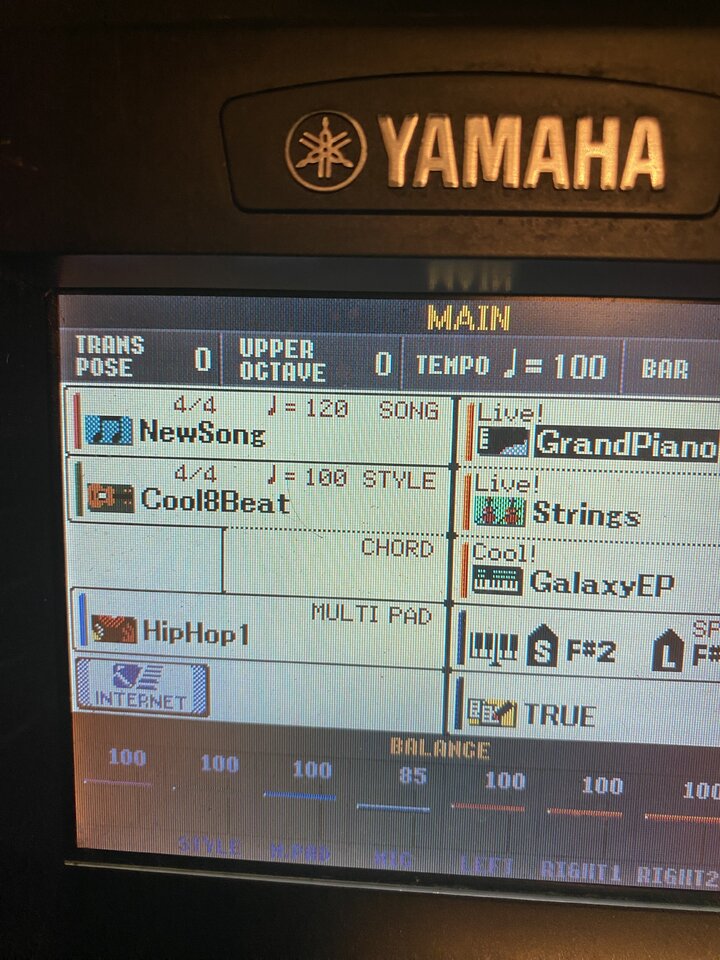 YAMAHA
MAIN
TRANS POSE 0 UPPER OCTAVE 0 TEMPO ♩= 100 BAR
4/4 ♩= 120 SONG
NewSong
4/4 ♩= 100 STYLE
Cool8Beat
CHORD
MULTI PAD
HipHop1
INTERNET
Live!
GrandPiano
Live!
Strings
Cool!
GalaxyEP
S F#2 L F#
TRUE
BALANCE
100 100 100 85 100 100 100
STYLE M.PAD MIC LEFT RIGHT1 RIGHT2